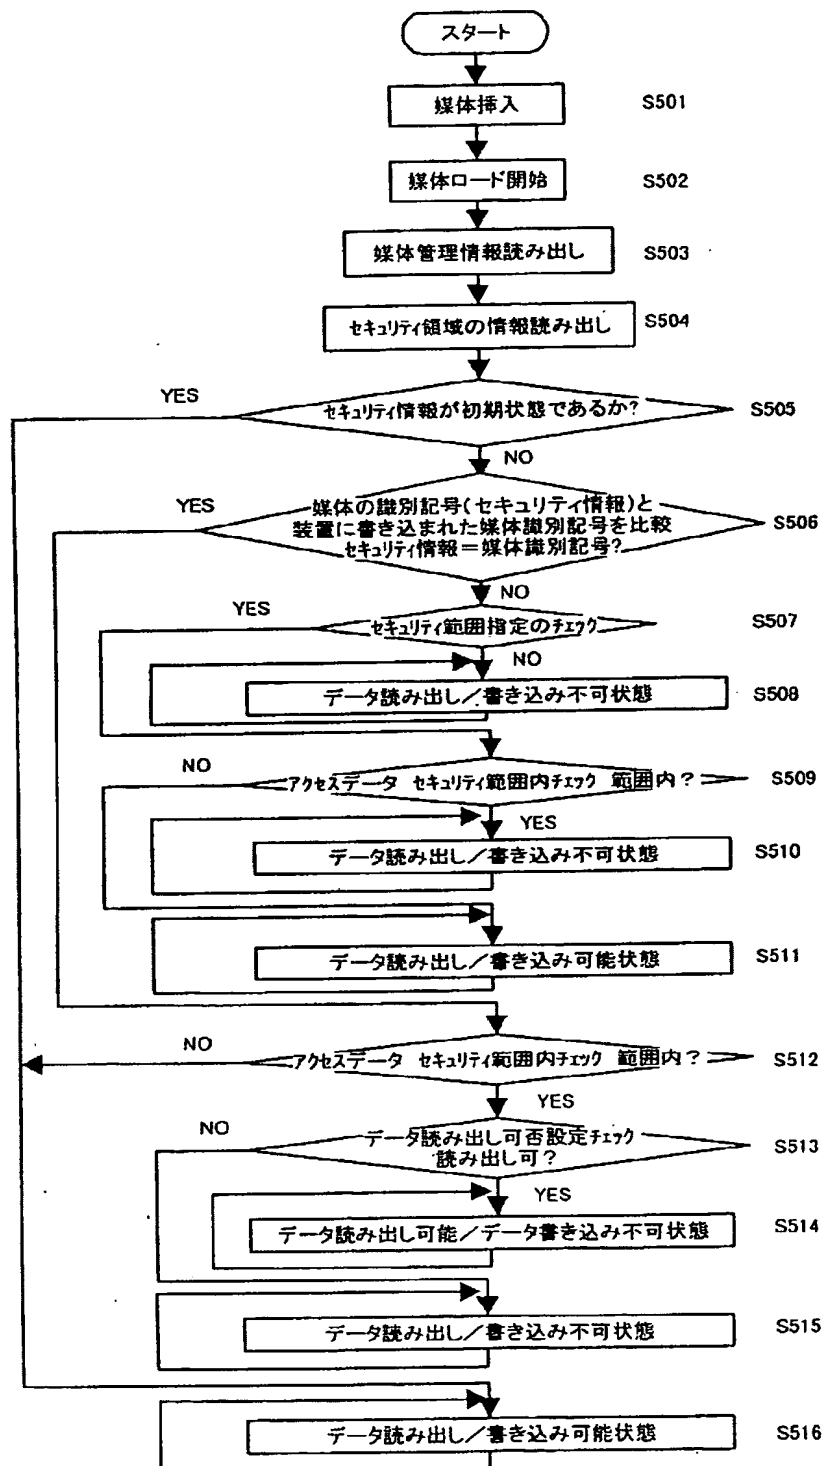 スタート
媒体挿入 S501
媒体ロード開始 S502
媒体管理情報読み出し S503
セキュリティ領域の情報読み出し S504
YES
セキュリティ情報が初期状態であるか? S505
NO
YES
媒体の識別記号(セキュリティ情報)と
装置に書き込まれた媒体識別記号を比較
セキュリティ情報=媒体識別記号?
S506
NO
YES
セキュリティ範囲指定のチェック S507
NO
データ読み出し/書き込み不可状態 S508
NO
アクセスデータ セキュリティ範囲内チェック 範囲内? S509
YES
データ読み出し/書き込み不可状態 S510
データ読み出し/書き込み可能状態 S511
NO
アクセスデータ セキュリティ範囲内チェック 範囲内? S512
YES
NO
データ読み出し可否設定チェック
読み出し可?
S513
YES
データ読み出し可能/データ書き込み不可状態 S514
データ読み出し/書き込み不可状態 S515
データ読み出し/書き込み可能状態 S516